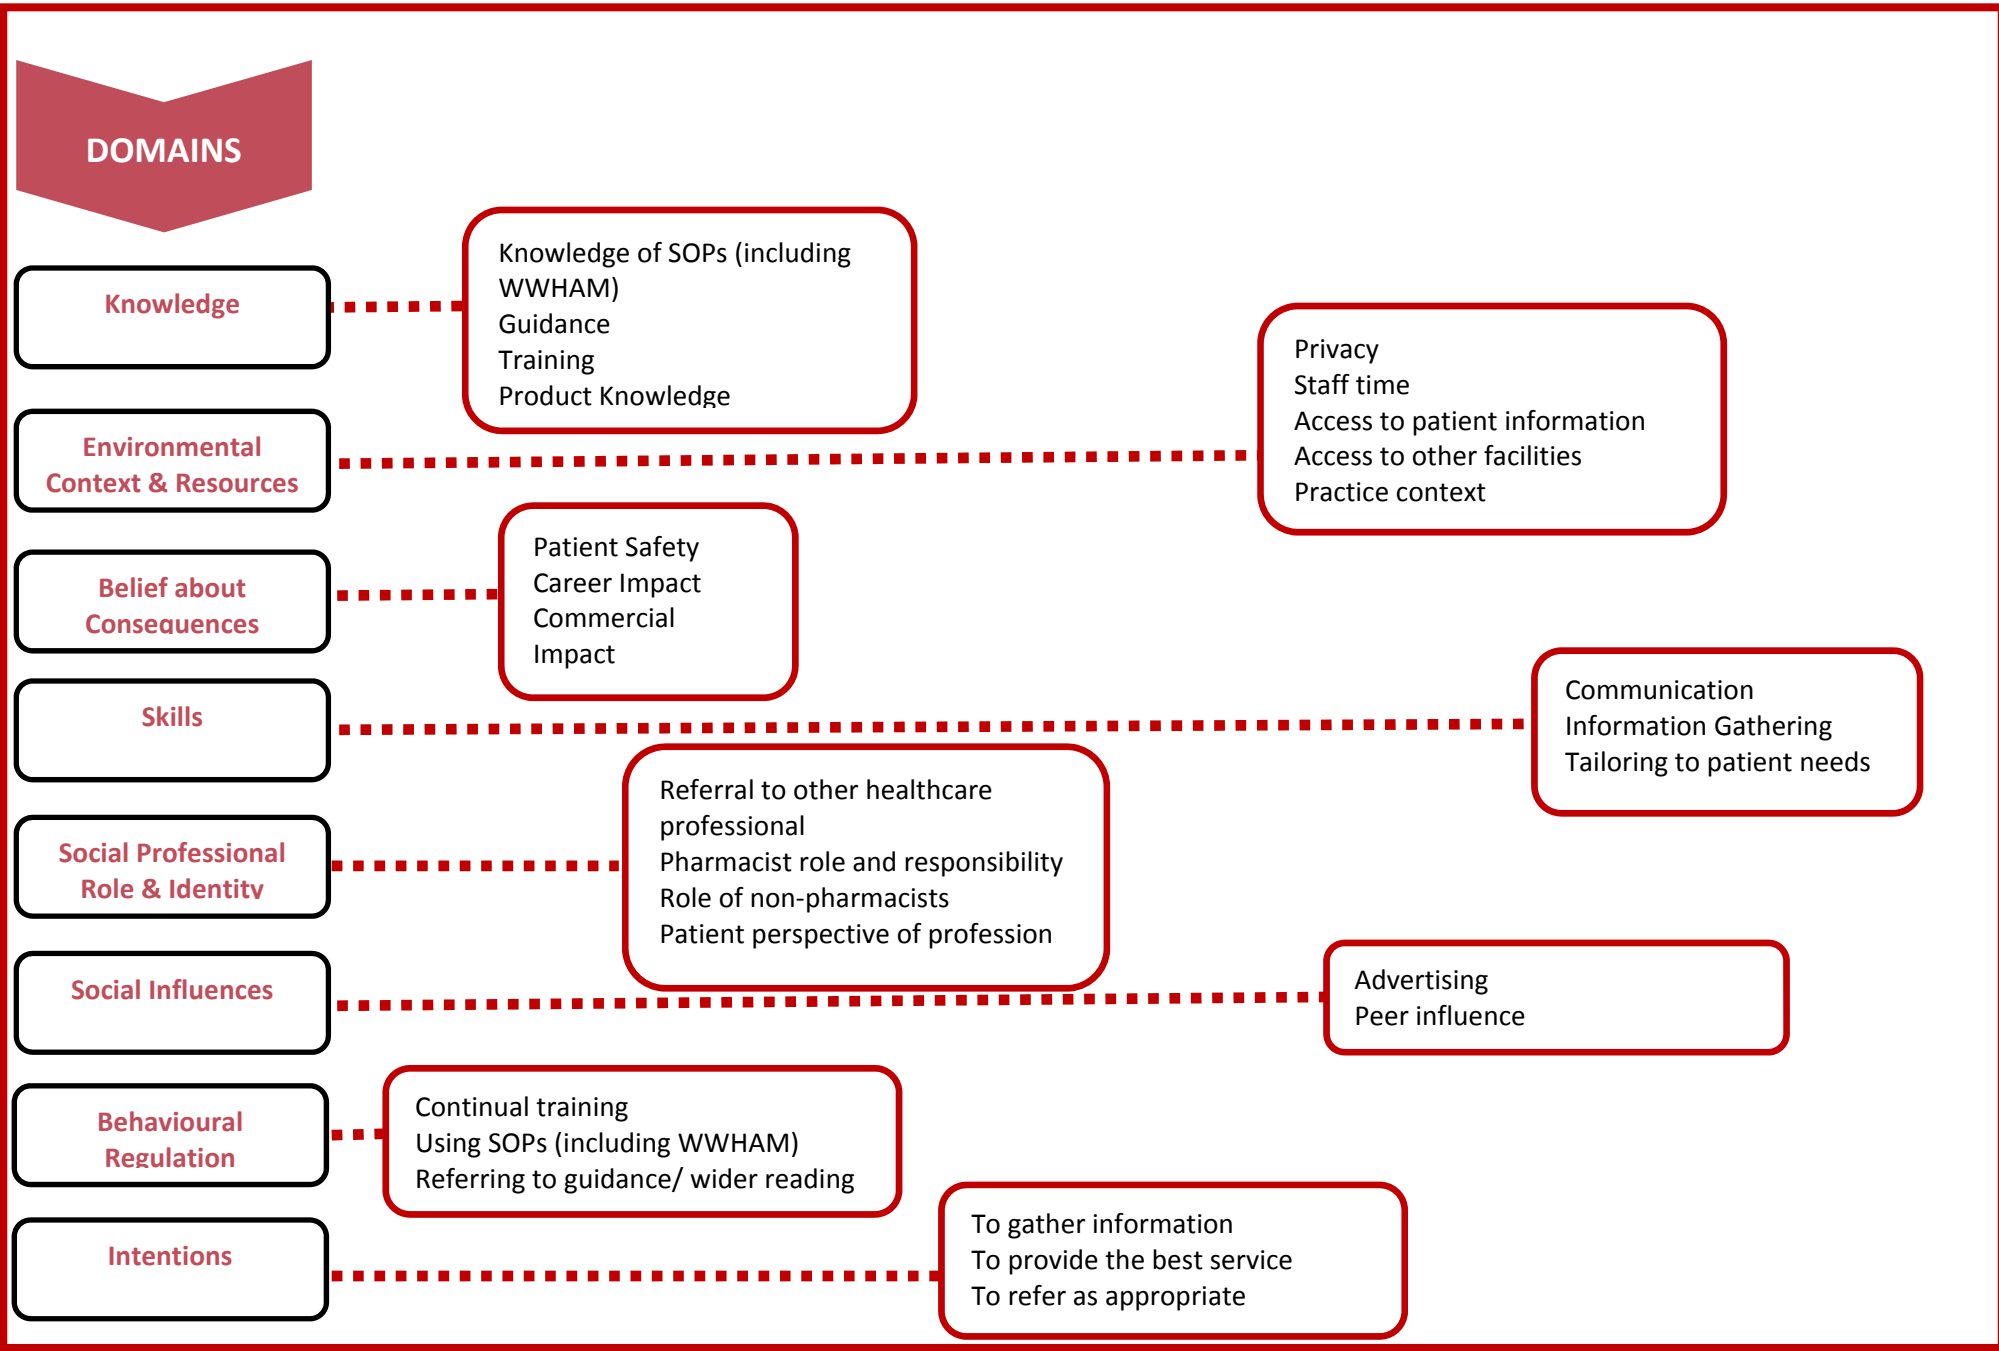 DOMAINS
Knowledge
Knowledge of SOPs (including
WWHAM)
Guidance
Training
Product Knowledge
Environmental
Context & Resources
Privacy
Staff time
Access to patient information
Access to other facilities
Practice context
Belief about
Consequences
Patient Safety
Career Impact
Commercial
Impact
Skills
Communication
Information Gathering
Tailoring to patient needs
Social Professional
Role & Identity
Referral to other healthcare
professional
Pharmacist role and responsibility
Role of non-pharmacists
Patient perspective of profession
Social Influences
Advertising
Peer influence
Behavioural
Regulation
Continual training
Using SOPs (including WWHAM)
Referring to guidance/ wider reading
Intentions
To gather information
To provide the best service
To refer as appropriate